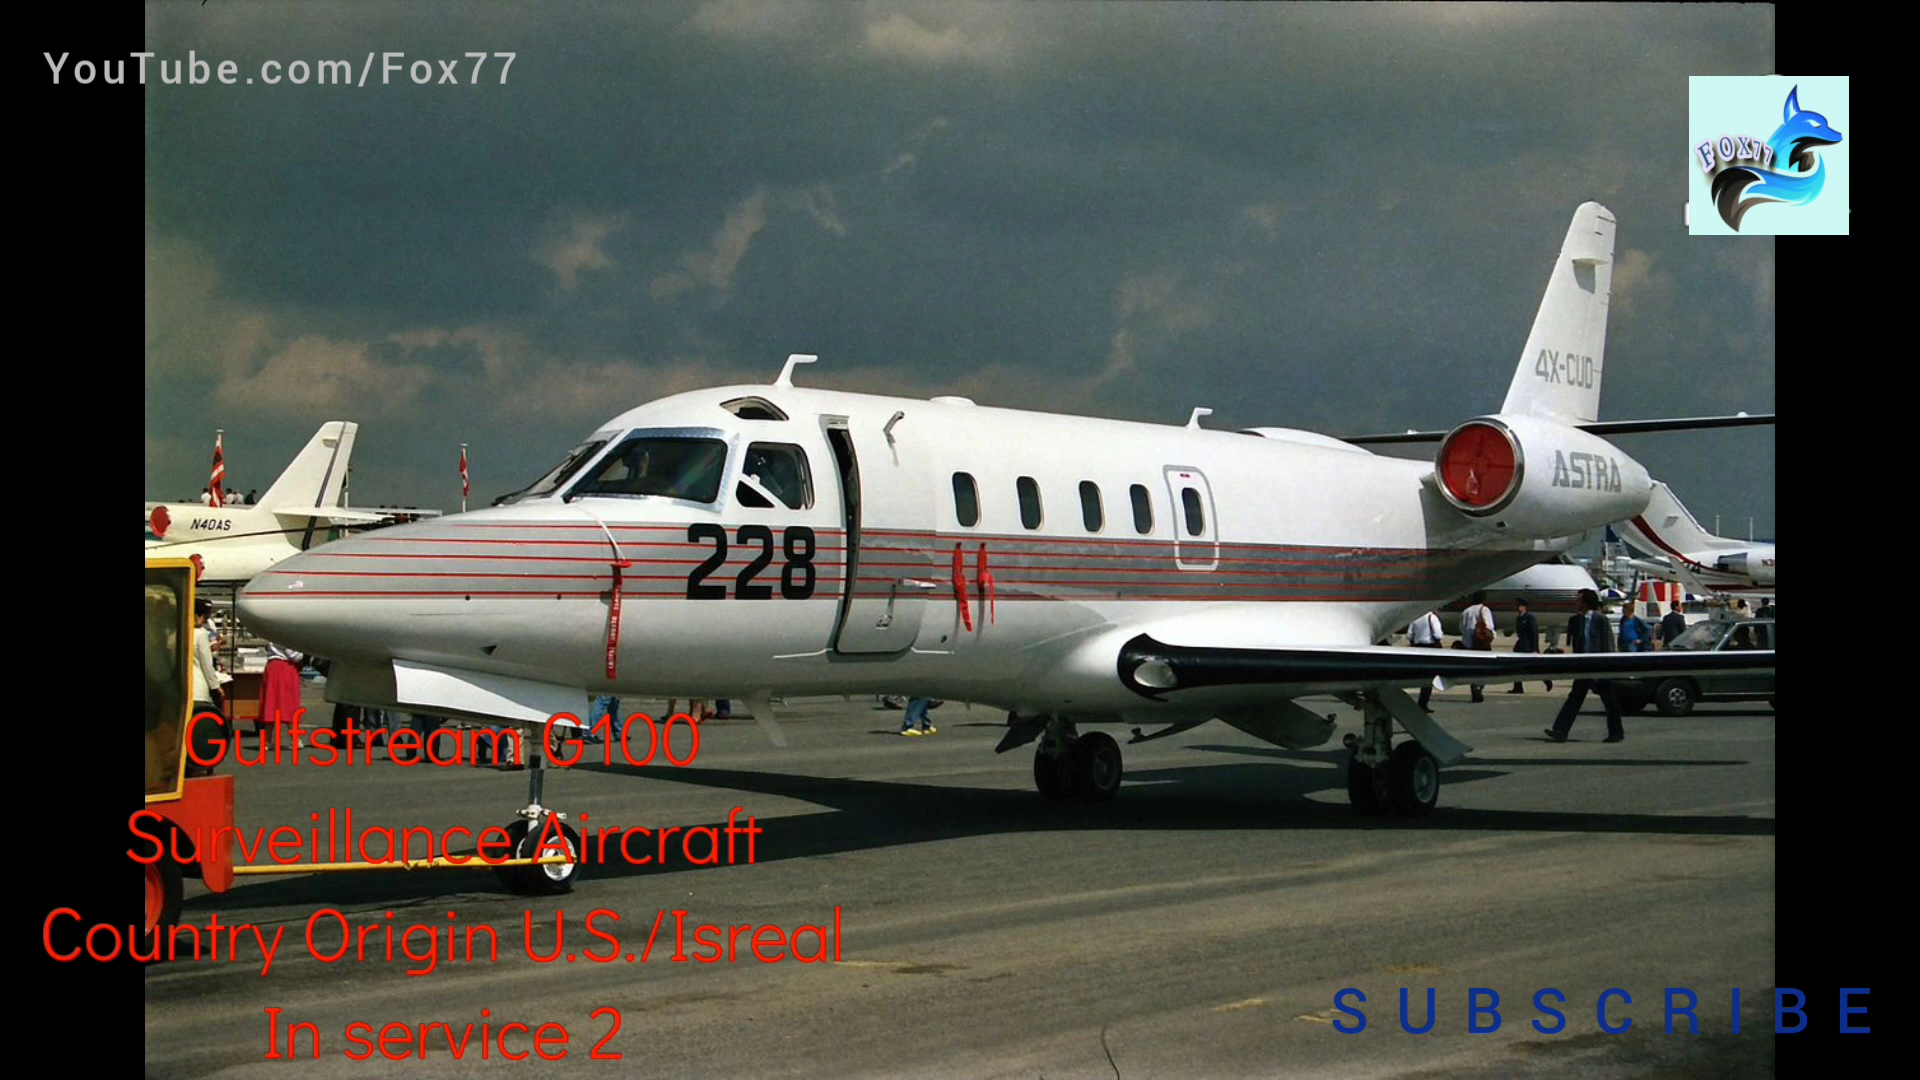 YouTube.com/Fox77
FOX77
4X-CUD
ASTRA
N40AS
228
Gulfstream G100
Surveillance Aircraft
Country Origin U.S./Isreal
In service 2
SUBSCRIBE